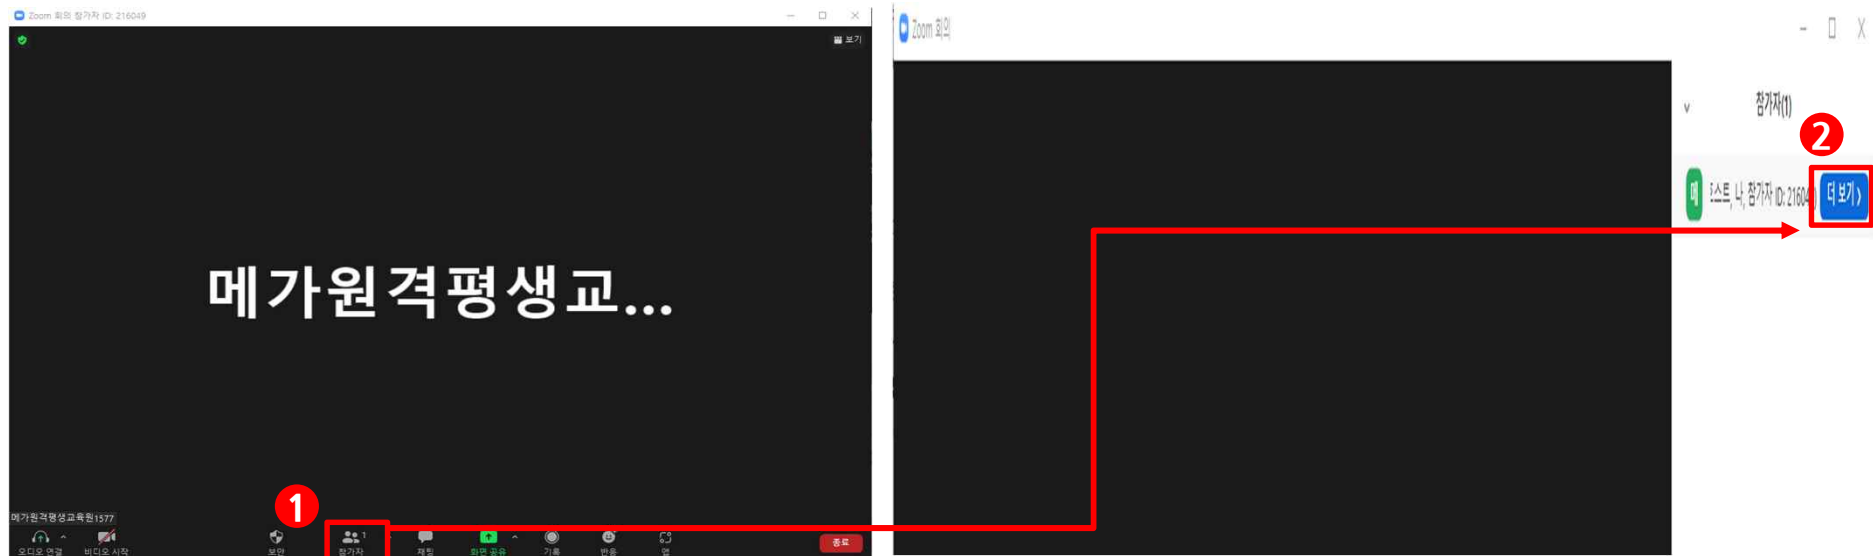 Zoom 회의 참가자 ID: 216049
보기
메가원격평생교...
메가원격평생교육원1577
1
오디오 연결
비디오 시작
보안
참가자
1
채팅
화면 공유
기록
반응
앱
종료
Zoom 회의
참가자(1)
2
메
스트, 나, 참가자 ID: 21604
더 보기 >